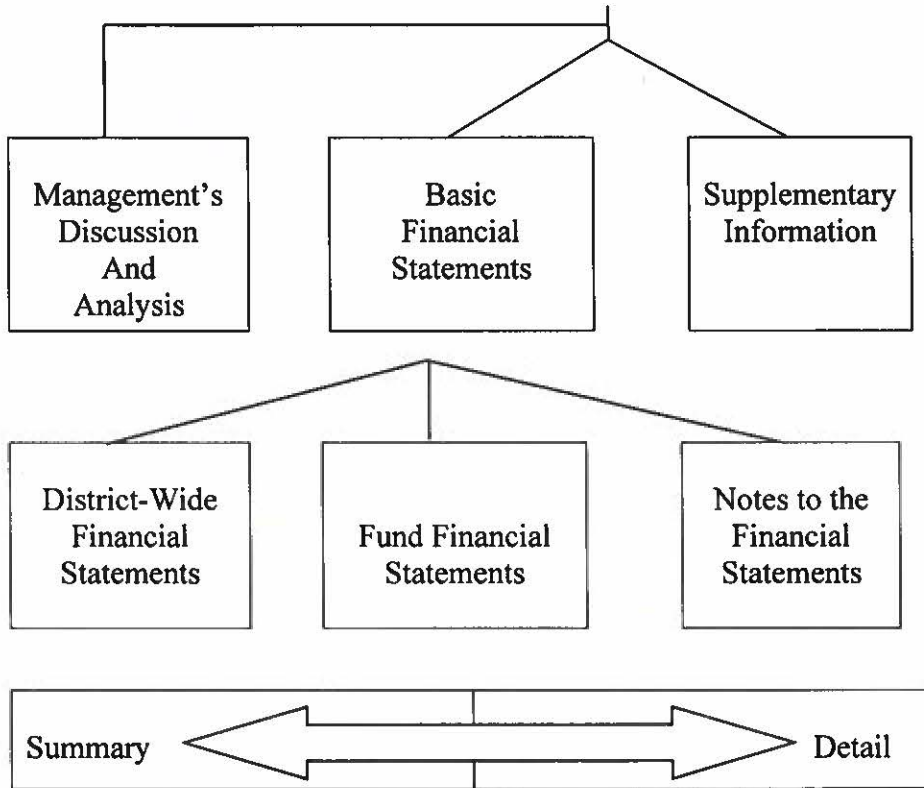 Management's
Discussion
And
Analysis
Basic
Financial
Statements
Supplementary
Information
District-Wide
Financial
Statements
Fund Financial
Statements
Notes to the
Financial
Statements
Summary
Detail